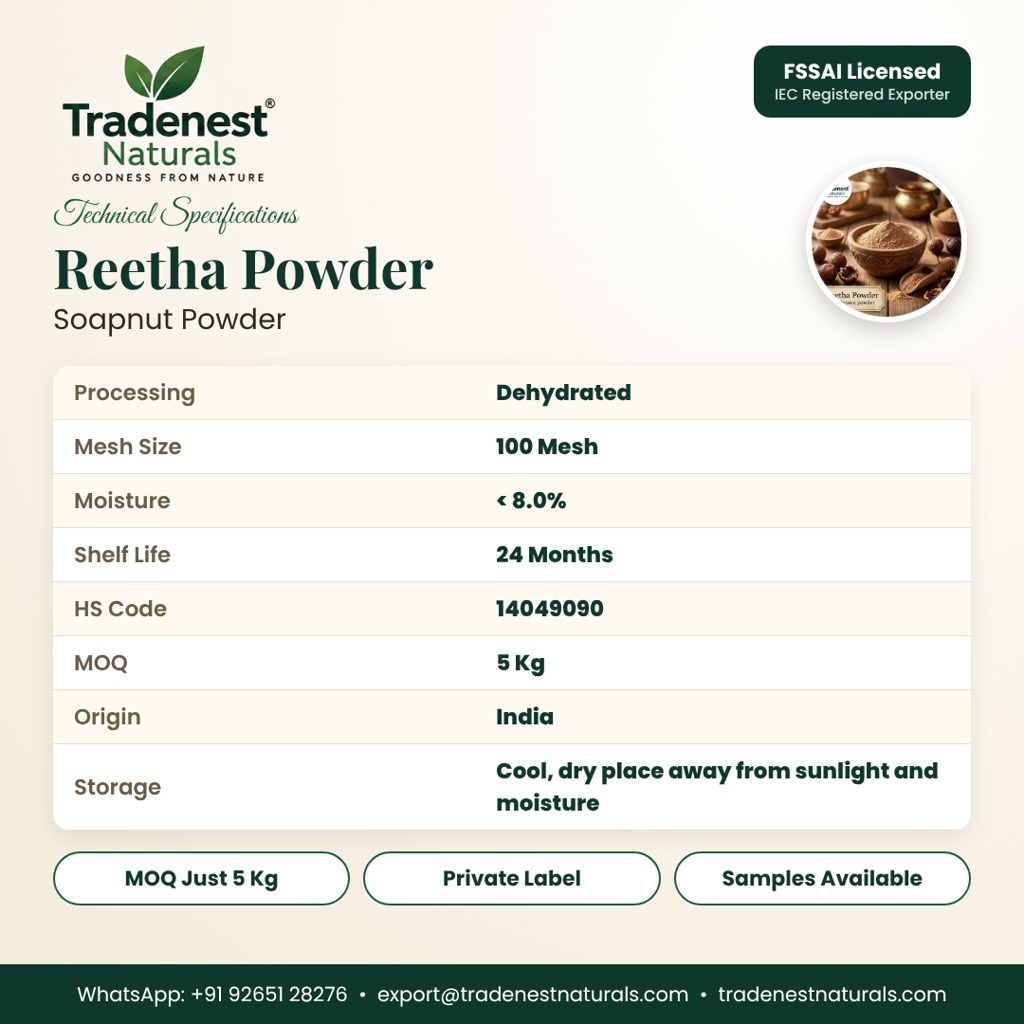 Tradenest®
Naturals
GOODNESS FROM NATURE
FSSAI Licensed
IEC Registered Exporter
Technical Specifications
Reetha Powder
Soapnut Powder
etha Powder
powder
Processing Dehydrated
Mesh Size 100 Mesh
Moisture < 8.0%
Shelf Life 24 Months
HS Code 14049090
MOQ 5 Kg
Origin India
Storage Cool, dry place away from sunlight and
moisture
MOQ Just 5 Kg
Private Label
Samples Available
WhatsApp: +91 92651 28276 • export@tradenestnaturals.com • tradenestnaturals.com